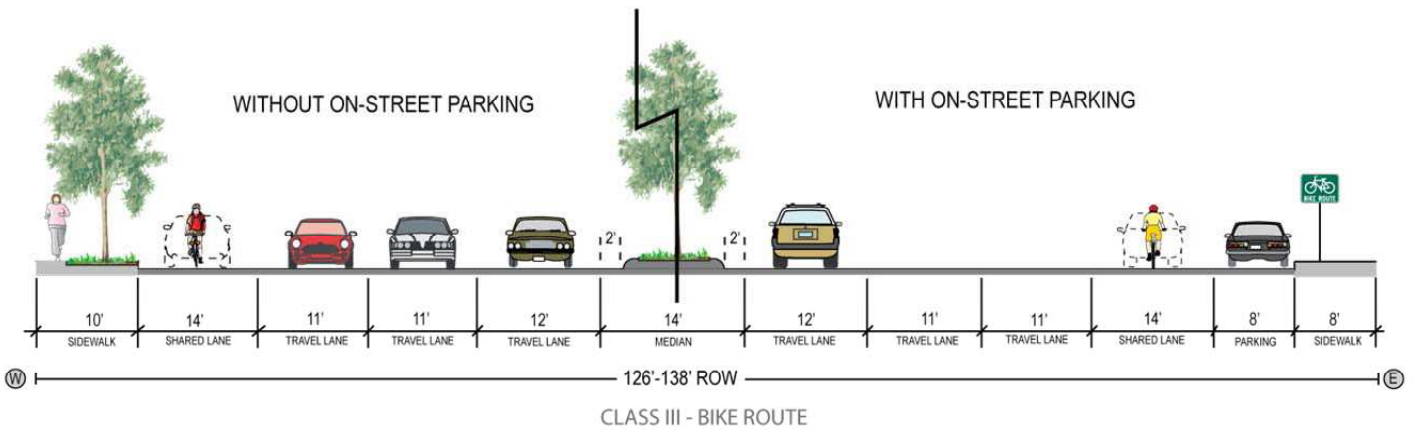 WITHOUT ON-STREET PARKING
WITH ON-STREET PARKING
BIKE ROUTE
2'
2'
10'
14'
11'
11'
12'
14'
12'
11'
11'
14'
8'
8'
SIDEWALK
SHARED LANE
TRAVEL LANE
TRAVEL LANE
TRAVEL LANE
MEDIAN
TRAVEL LANE
TRAVEL LANE
TRAVEL LANE
SHARED LANE
PARKING
SIDEWALK
W
126'-138' ROW
E
CLASS III - BIKE ROUTE